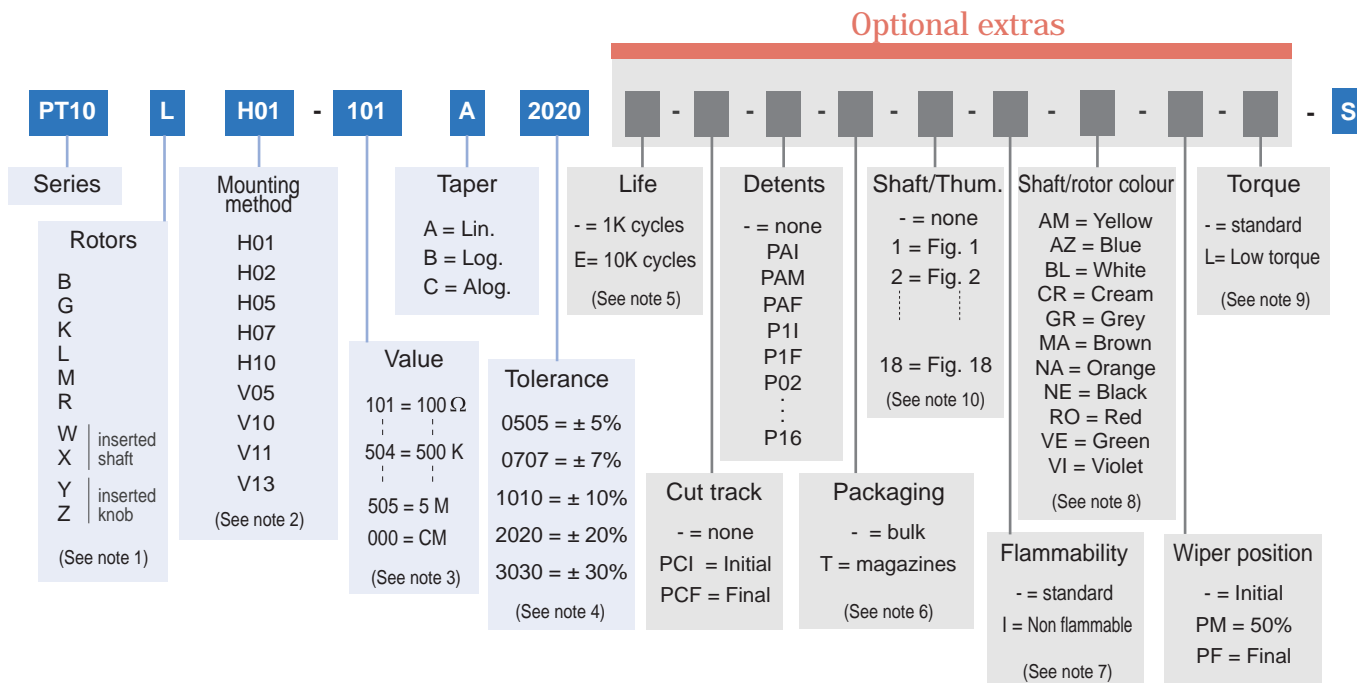 Optional extras
PT10 L H01 - 101 A 2020 - - - - - - - - - S
Series
Rotors
B
G
K
L
M
R
W
X
inserted
shaft
Y
Z
inserted
knob
(See note 1)
Mounting
method
H01
H02
H05
H07
H10
V05
V10
V11
V13
(See note 2)
Value
101 = 100 Ω
504 = 500 K
505 = 5 M
000 = CM
(See note 3)
Taper
A = Lin.
B = Log.
C = Alog.
Tolerance
0505 = ± 5%
0707 = ± 7%
1010 = ± 10%
2020 = ± 20%
3030 = ± 30%
(See note 4)
Life
- = 1K cycles
E= 10K cycles
(See note 5)
Cut track
- = none
PCI = Initial
PCF = Final
Detents
- = none
PAI
PAM
PAF
P1I
P1F
P02
:
:
P16
Packaging
- = bulk
T = magazines
(See note 6)
Shaft/Thum.
- = none
1 = Fig. 1
2 = Fig. 2
18 = Fig. 18
(See note 10)
Flammability
- = standard
I = Non flammable
(See note 7)
Shaft/rotor colour
AM = Yellow
AZ = Blue
BL = White
CR = Cream
GR = Grey
MA = Brown
NA = Orange
NE = Black
RO = Red
VE = Green
VI = Violet
(See note 8)
Wiper position
- = Initial
PM = 50%
PF = Final
Torque
- = standard
L= Low torque
(See note 9)